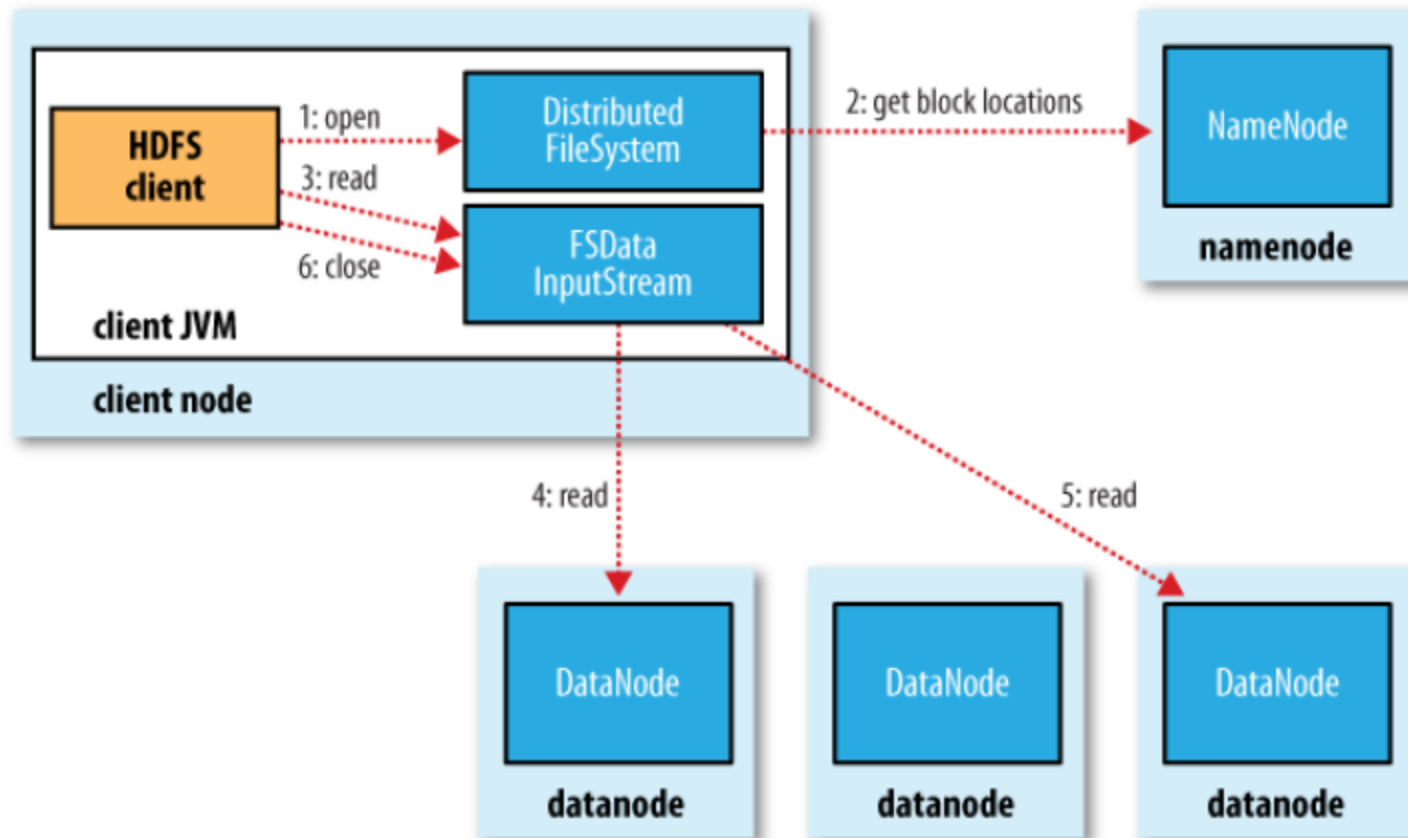 1: open
Distributed
FileSystem
2: get block locations
NameNode
HDFS
client
3: read
namenode
6: close
FSData
InputStream
client JVM
client node
4: read
5: read
DataNode
DataNode
DataNode
datanode
datanode
datanode